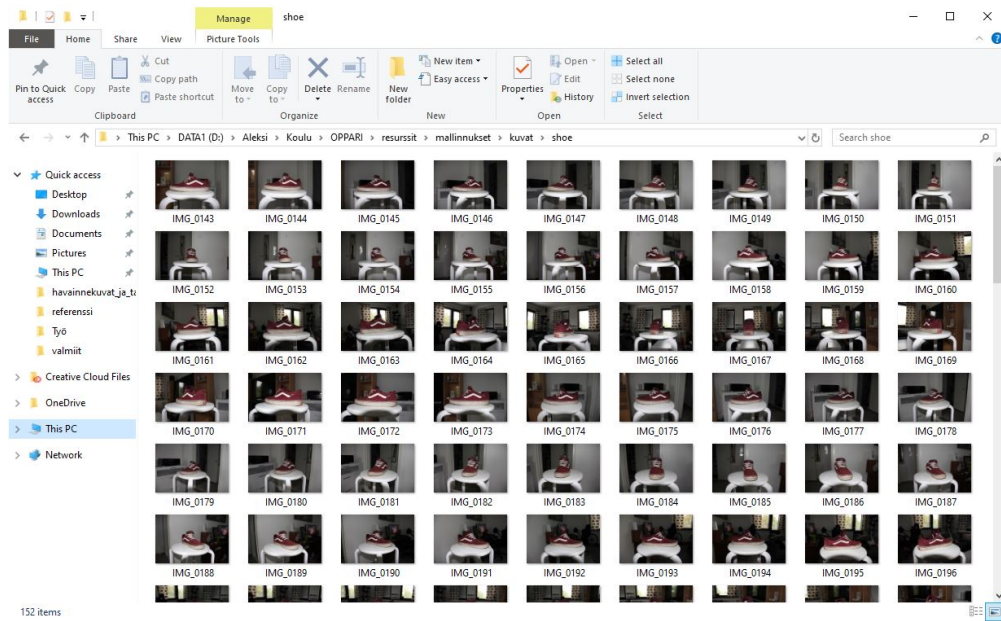 Manage
shoe
File
Home
Share
View
Picture Tools
Pin to Quick access
Copy
Paste
Cut
Copy path
Paste shortcut
Clipboard
Move to
Copy to
Delete
Rename
Organize
New folder
New item
Easy access
New
Properties
Open
Edit
History
Open
Select all
Select none
Invert selection
Select
This PC > DATA1 (D:) > Aleksi > Koulu > OPPARI > resurssit > mallinnukset > kuvat > shoe
Search shoe
Quick access
Desktop
Downloads
Documents
Pictures
This PC
havainnekuvat_ja_ta
referenssi
Työ
valmiit
Creative Cloud Files
OneDrive
This PC
Network
IMG_0143 IMG_0144 IMG_0145 IMG_0146 IMG_0147 IMG_0148 IMG_0149 IMG_0150 IMG_0151
IMG_0152 IMG_0153 IMG_0154 IMG_0155 IMG_0156 IMG_0157 IMG_0158 IMG_0159 IMG_0160
IMG_0161 IMG_0162 IMG_0163 IMG_0164 IMG_0165 IMG_0166 IMG_0167 IMG_0168 IMG_0169
IMG_0170 IMG_0171 IMG_0172 IMG_0173 IMG_0174 IMG_0175 IMG_0176 IMG_0177 IMG_0178
IMG_0179 IMG_0180 IMG_0181 IMG_0182 IMG_0183 IMG_0184 IMG_0185 IMG_0186 IMG_0187
IMG_0188 IMG_0189 IMG_0190 IMG_0191 IMG_0192 IMG_0193 IMG_0194 IMG_0195 IMG_0196
152 items